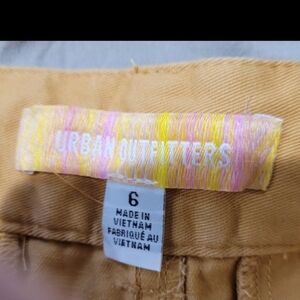 URBAN OUTFITTERS
6
MADE IN
VIETNAM
FABRIQUÉ AU
VIETNAM